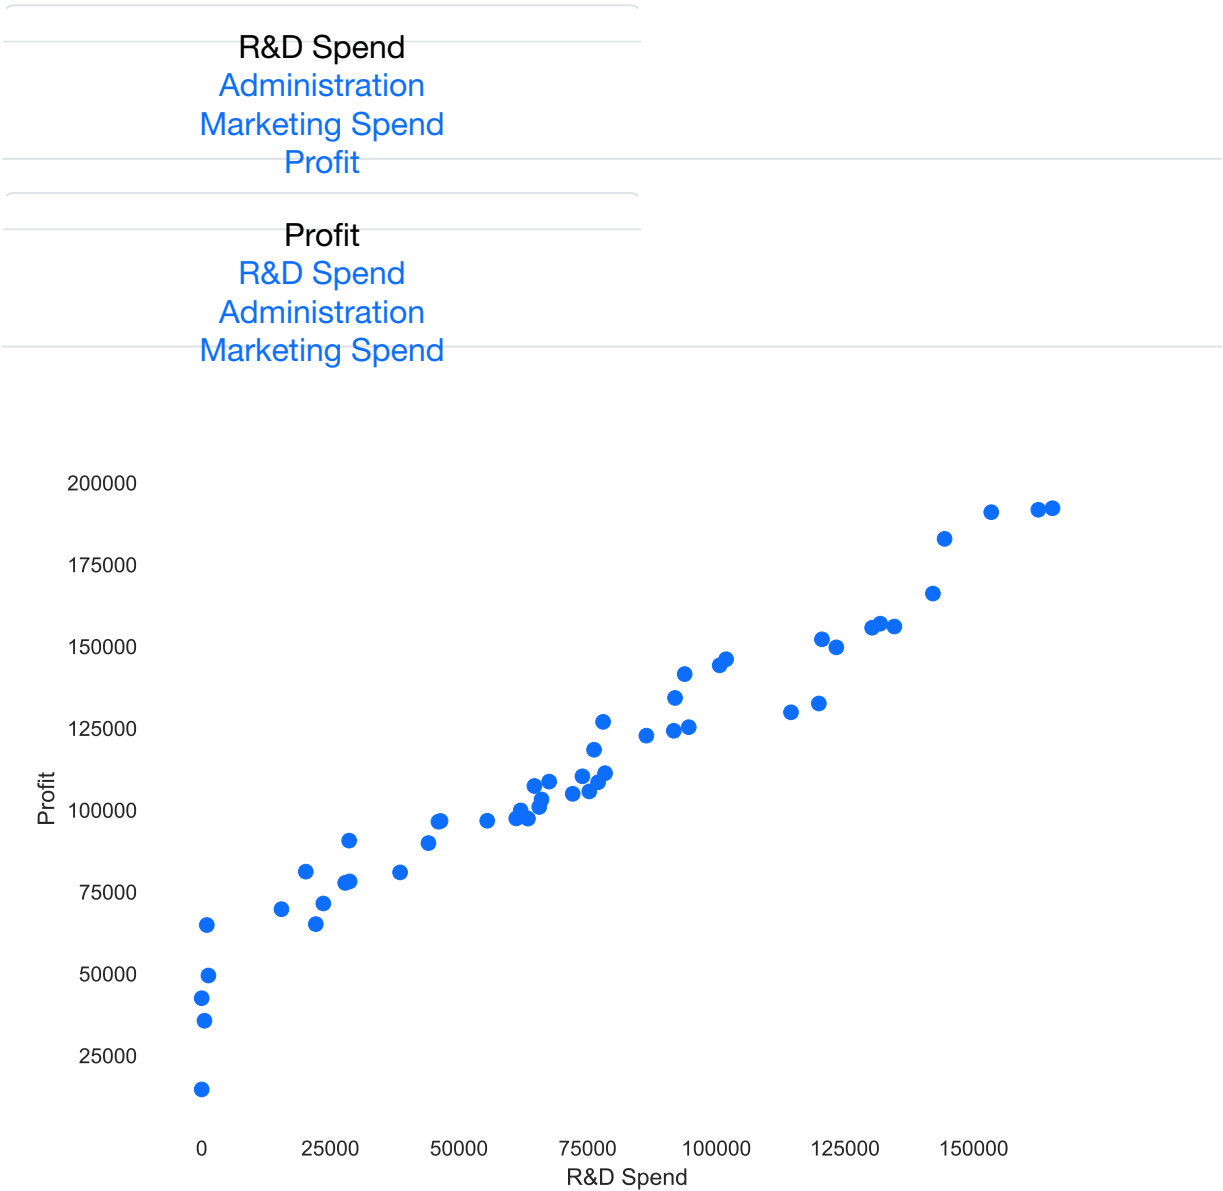 R&D Spend
Administration
Marketing Spend
Profit
Profit
R&D Spend
Administration
Marketing Spend
200000
175000
150000
125000
100000
75000
50000
25000
Profit
0 25000 50000 75000 100000 125000 150000
R&D Spend